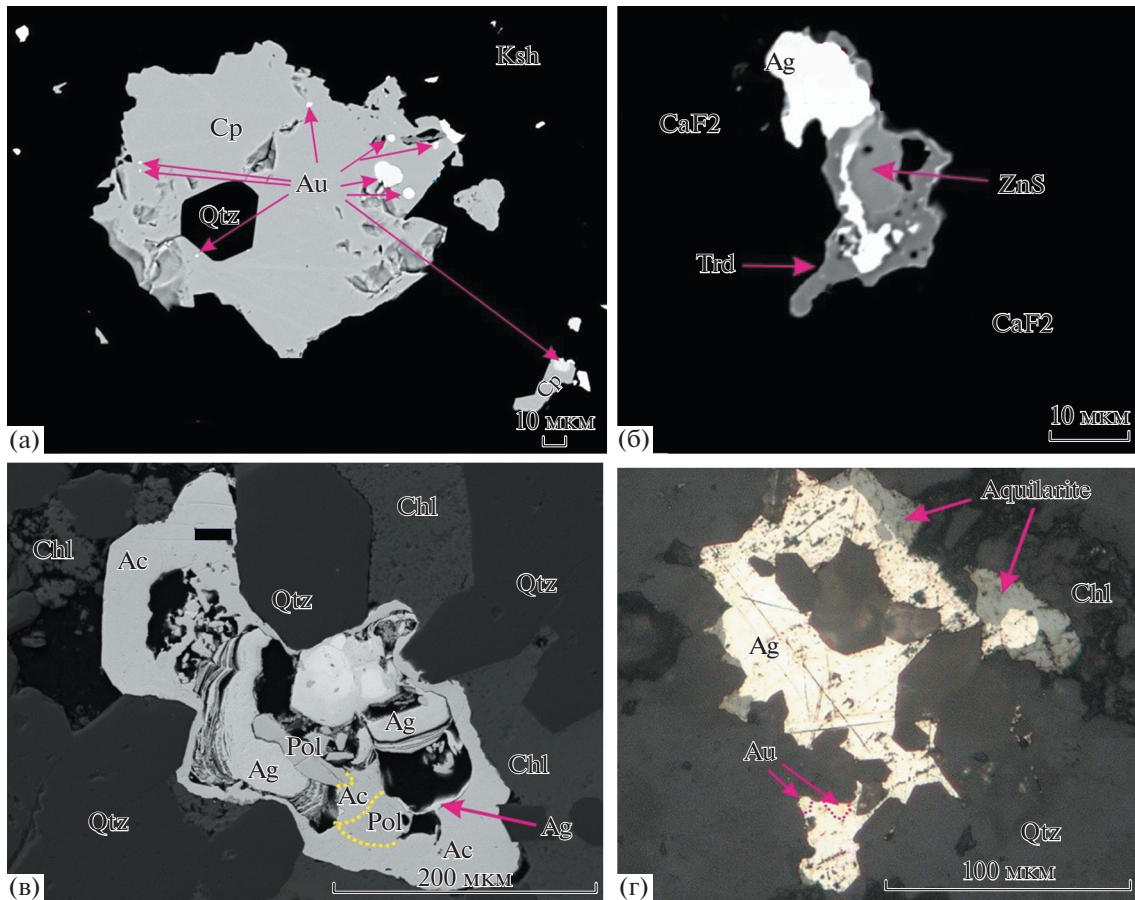 Ksh
Cp
Au
Qtz
Cp
10 мкм
(а)
Ag
CaF2
ZnS
Trd
CaF2
10 мкм
(б)
Chl
Chl
Ac
Qtz
Qtz
Ag
Pol
Ag
Chl
Ac
Qtz
Pol
Ag
Ac
200 мкм
(в)
Aquilarite
Chl
Ag
Au
Qtz
100 мкм
(г)